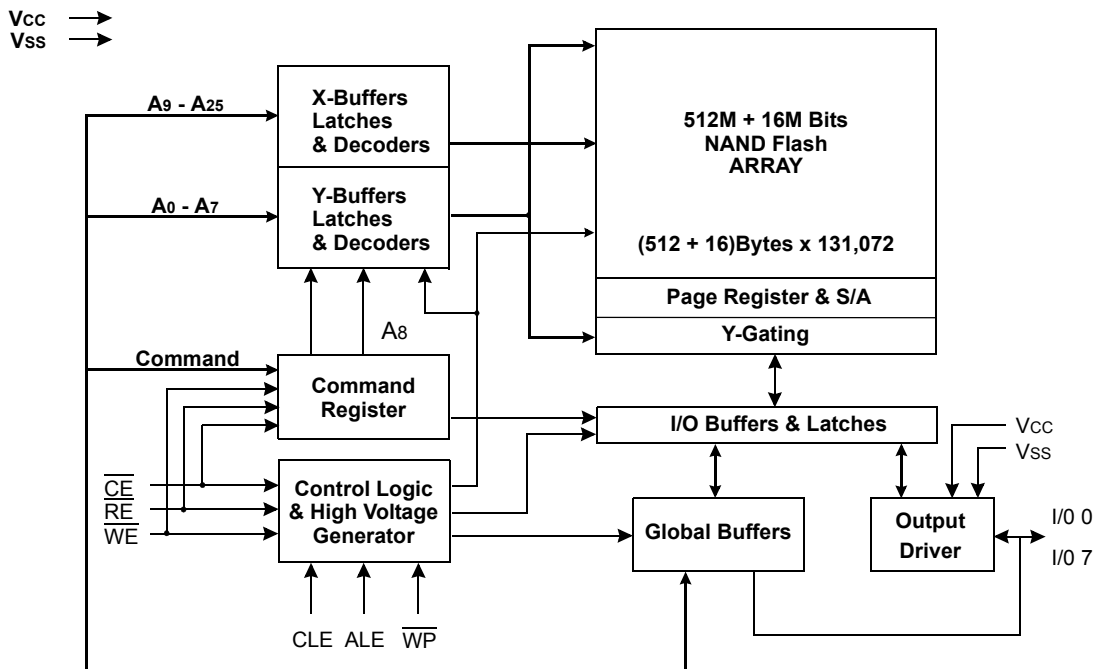 VCC
VSS
A9 - A25
X-Buffers
Latches
& Decoders
512M + 16M Bits
NAND Flash
ARRAY
A0 - A7
Y-Buffers
Latches
& Decoders
(512 + 16)Bytes x 131,072
Page Register & S/A
Y-Gating
A8
Command
Command
Register
I/O Buffers & Latches
VCC
VSS
CE
RE
WE
Control Logic
& High Voltage
Generator
Global Buffers
Output
Driver
I/0 0
I/0 7
CLE
ALE
WP